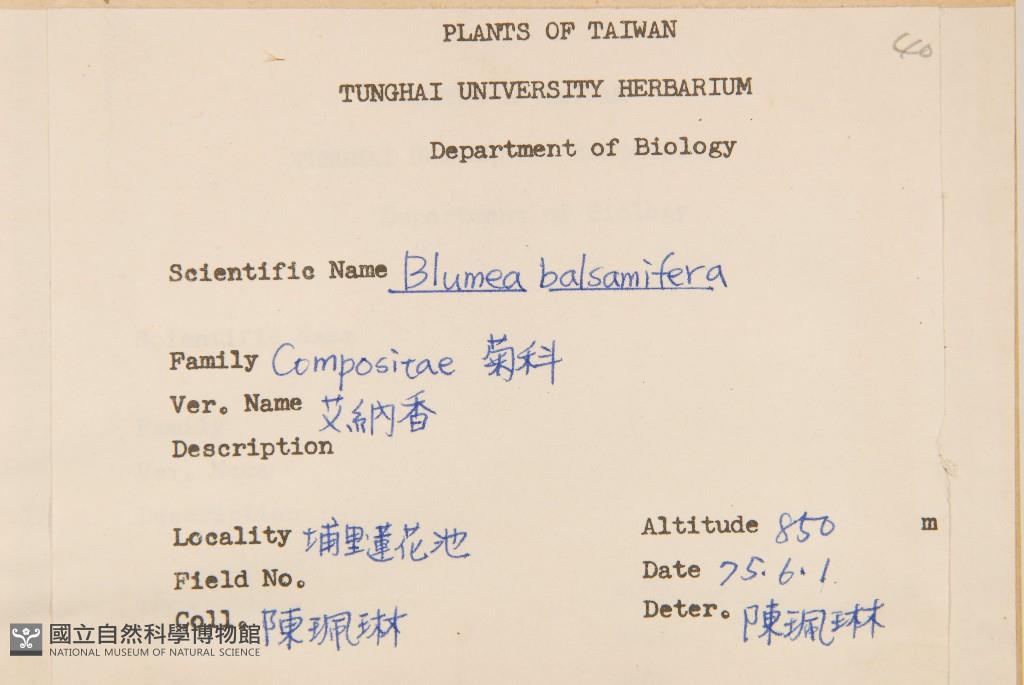 PLANTS OF TAIWAN
40
TUNGHAI UNIVERSITY HERBARIUM
Department of Biology
Scientific Name Blumea balsamifera
Family Compositae 菊科
Ver. Name 艾納香
Description
Locality 埔里蓮花池 Altitude 850 m
Field No. Date 75.6.1.
Coll. 陳珮琳 Deter. 陳珮琳
國立自然科學博物館
NATIONAL MUSEUM OF NATURAL SCIENCE